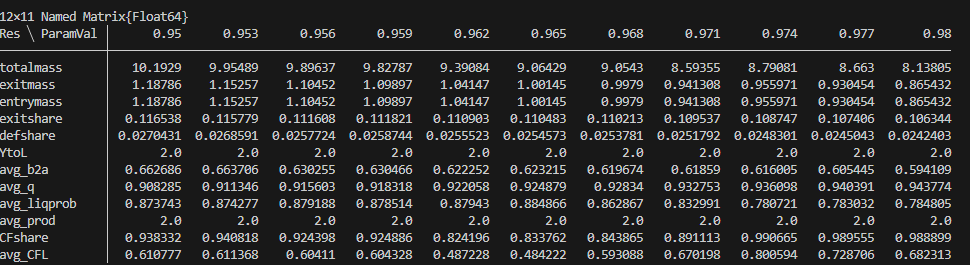 12×11 Named Matrix{Float64}
Res ╲ ParamVal │ 0.95 0.953 0.956 0.959 0.962 0.965 0.968 0.971 0.974 0.977 0.98
totalmass │ 10.1929 9.95489 9.89637 9.82787 9.39084 9.06429 9.0543 8.59355 8.79081 8.663 8.13805
exitmass │ 1.18786 1.15257 1.10452 1.09897 1.04147 1.00145 0.9979 0.941308 0.955971 0.930454 0.865432
entrymass │ 1.18786 1.15257 1.10452 1.09897 1.04147 1.00145 0.9979 0.941308 0.955971 0.930454 0.865432
exitshare │ 0.116538 0.115779 0.111608 0.111821 0.110903 0.110483 0.110213 0.109537 0.108747 0.107406 0.106344
defshare │ 0.0270431 0.0268591 0.0257724 0.0258744 0.0255523 0.0254573 0.0253781 0.0251792 0.0248301 0.0245043 0.0242403
YtoL │ 2.0 2.0 2.0 2.0 2.0 2.0 2.0 2.0 2.0 2.0 2.0
avg_b2a │ 0.662686 0.663706 0.630255 0.630466 0.622252 0.623215 0.619674 0.61859 0.616005 0.605445 0.594109
avg_q │ 0.908285 0.911346 0.915603 0.918318 0.922058 0.924879 0.92834 0.932753 0.936098 0.940391 0.943774
avg_liqprob │ 0.873743 0.874277 0.879188 0.878514 0.87943 0.884866 0.862867 0.832991 0.780721 0.783032 0.784805
avg_prod │ 2.0 2.0 2.0 2.0 2.0 2.0 2.0 2.0 2.0 2.0 2.0
CFshare │ 0.938332 0.940818 0.924398 0.924886 0.824196 0.833762 0.843865 0.891113 0.990665 0.989555 0.988899
avg_CFL │ 0.610777 0.611368 0.60411 0.604328 0.487228 0.484222 0.593088 0.670198 0.800594 0.728706 0.682313